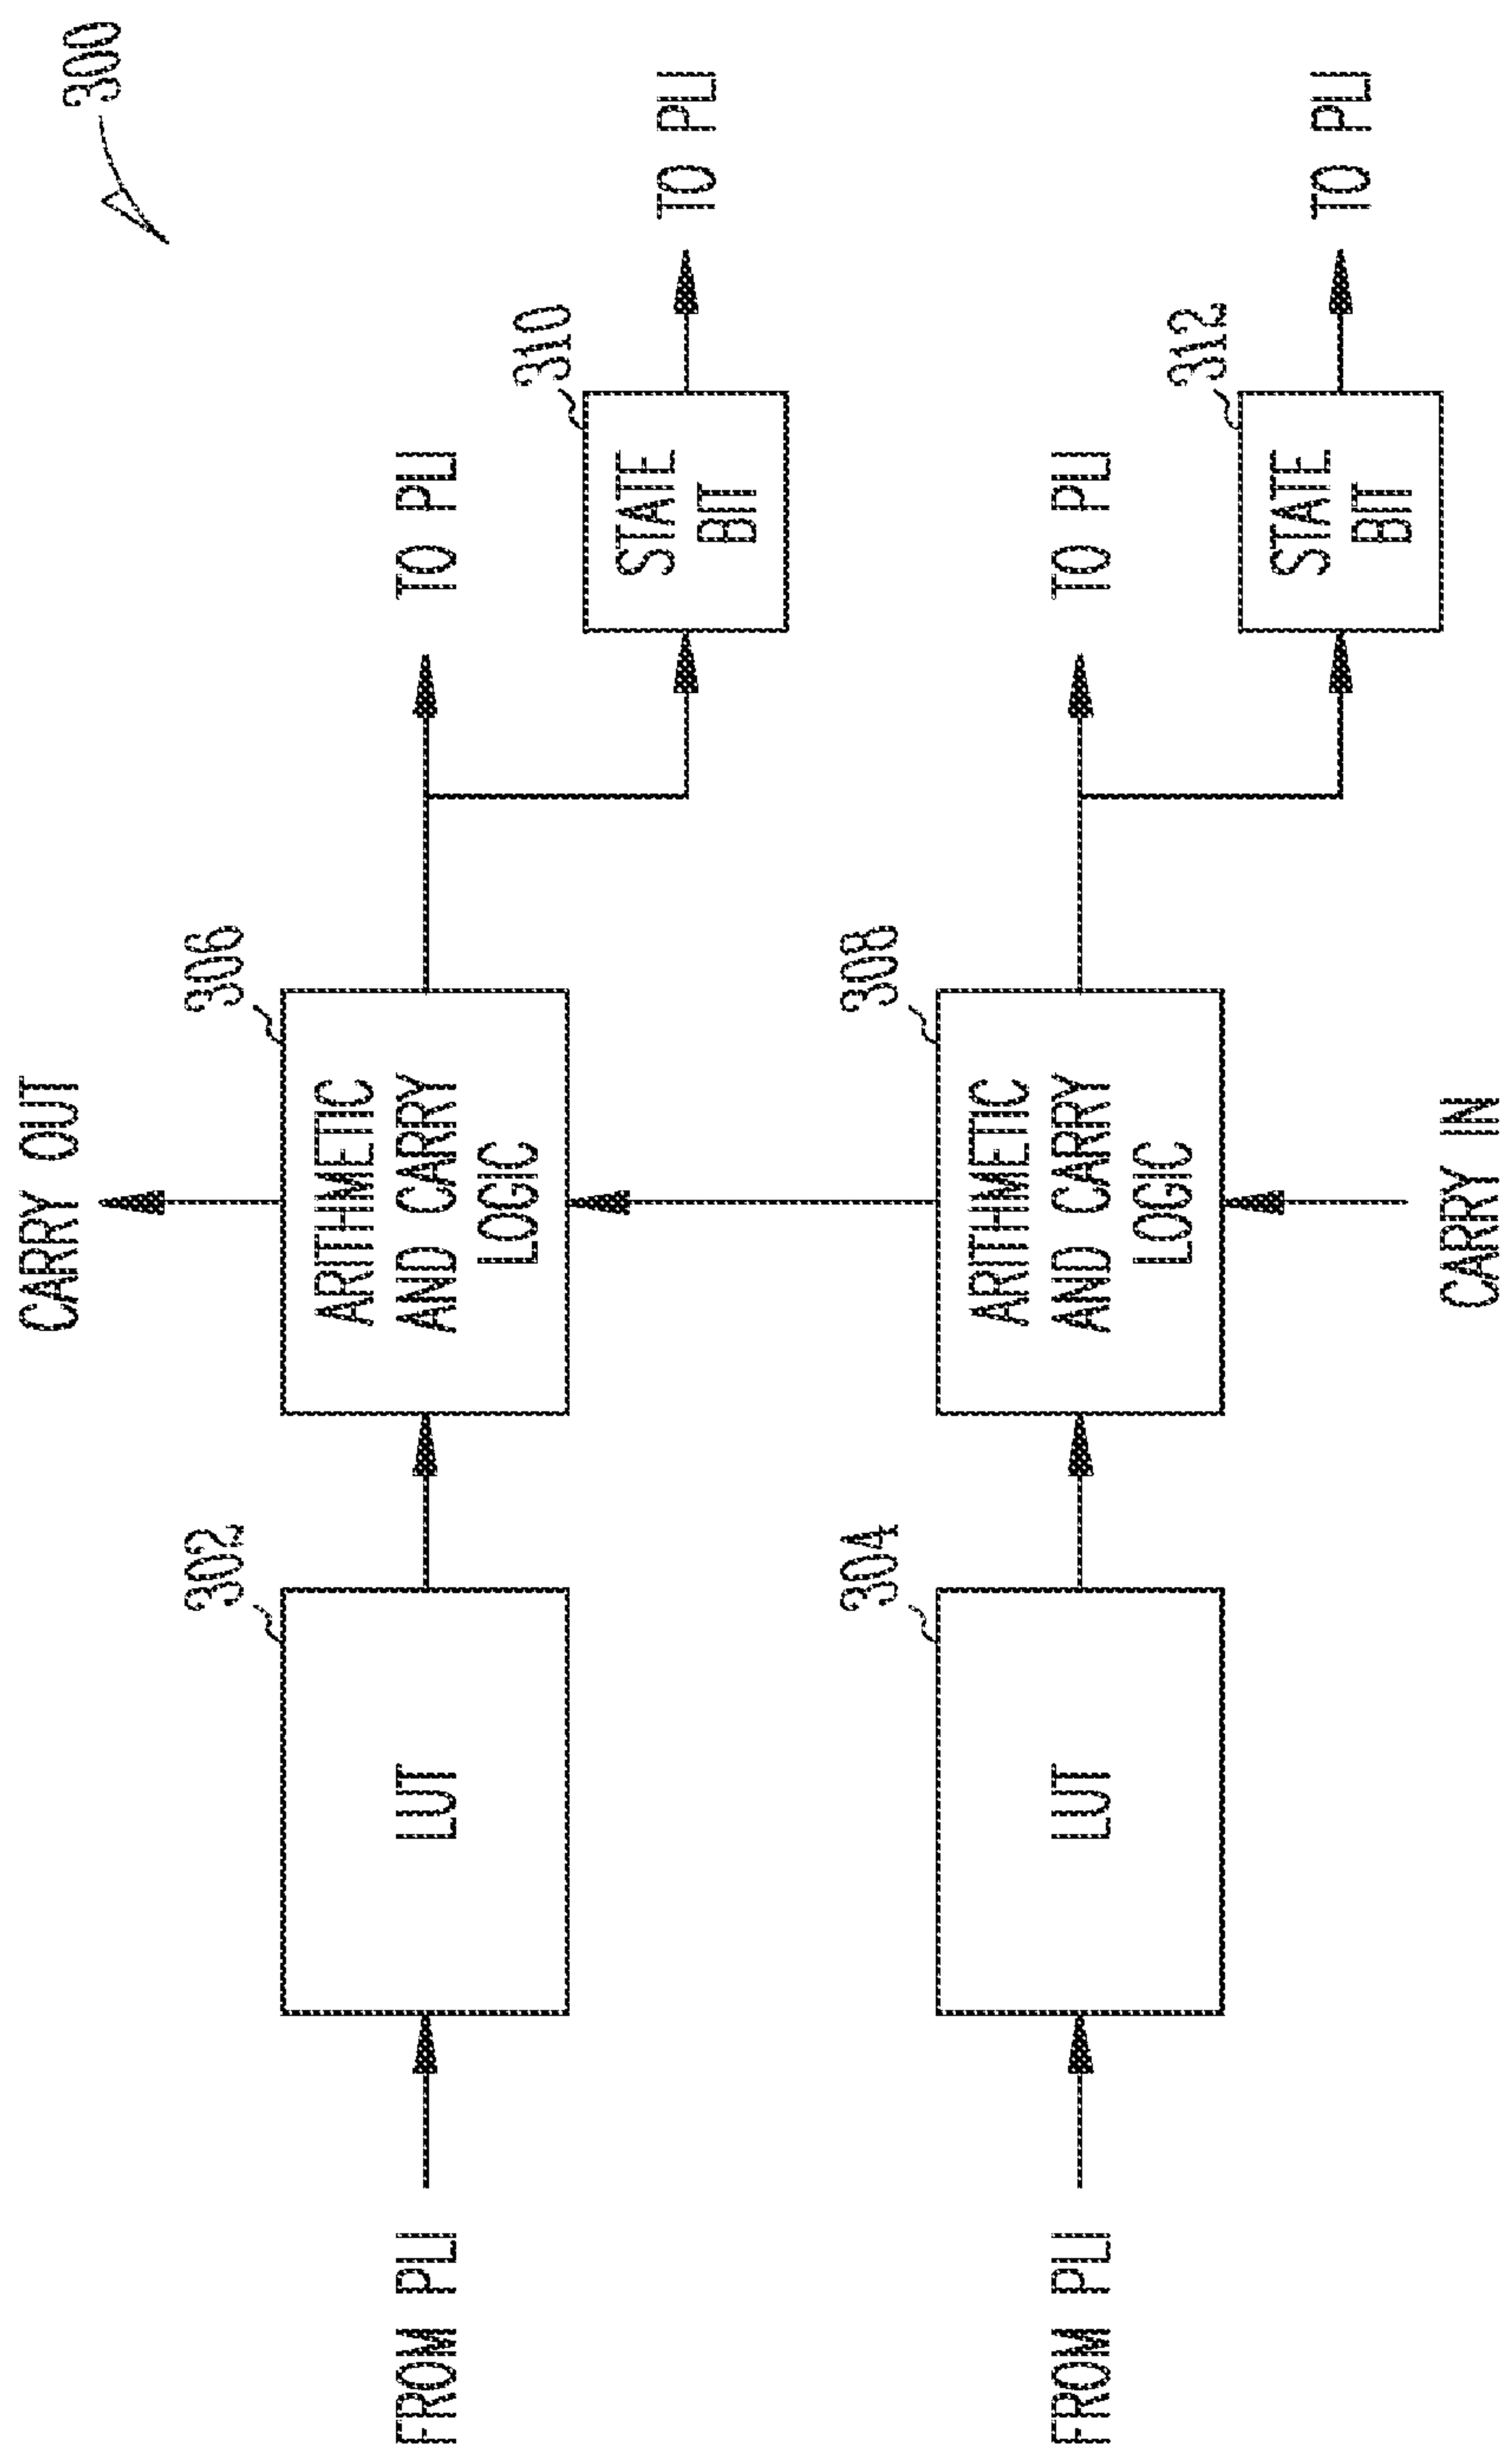 300
CARRY OUT
302
306
FROM PLI
LUT
ARITHMETIC
AND CARRY
LOGIC
TO PLI
310
STATE
BIT
TO PLI
304
308
FROM PLI
LUT
ARITHMETIC
AND CARRY
LOGIC
TO PLI
312
STATE
BIT
TO PLI
CARRY IN